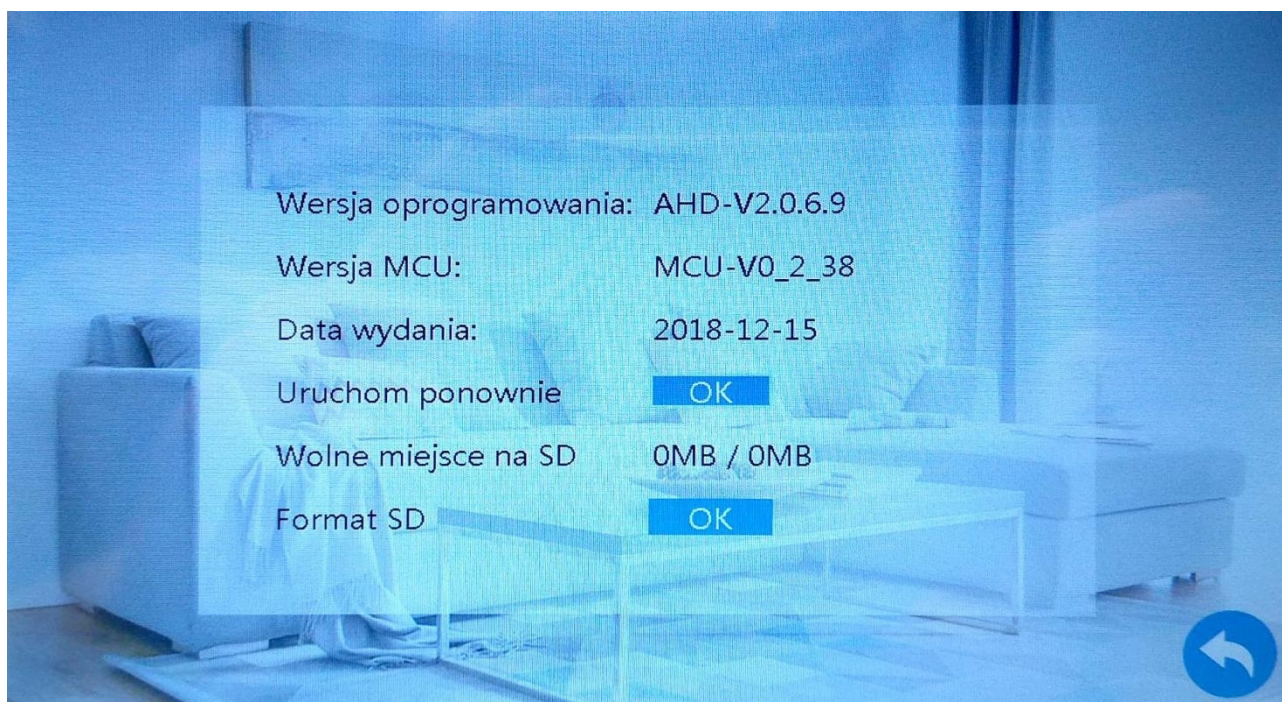 Wersja oprogramowania: AHD-V2.0.6.9
Wersja MCU: MCU-V0_2_38
Data wydania: 2018-12-15
Uruchom ponownie OK
Wolne miejsce na SD 0MB / 0MB
Format SD OK